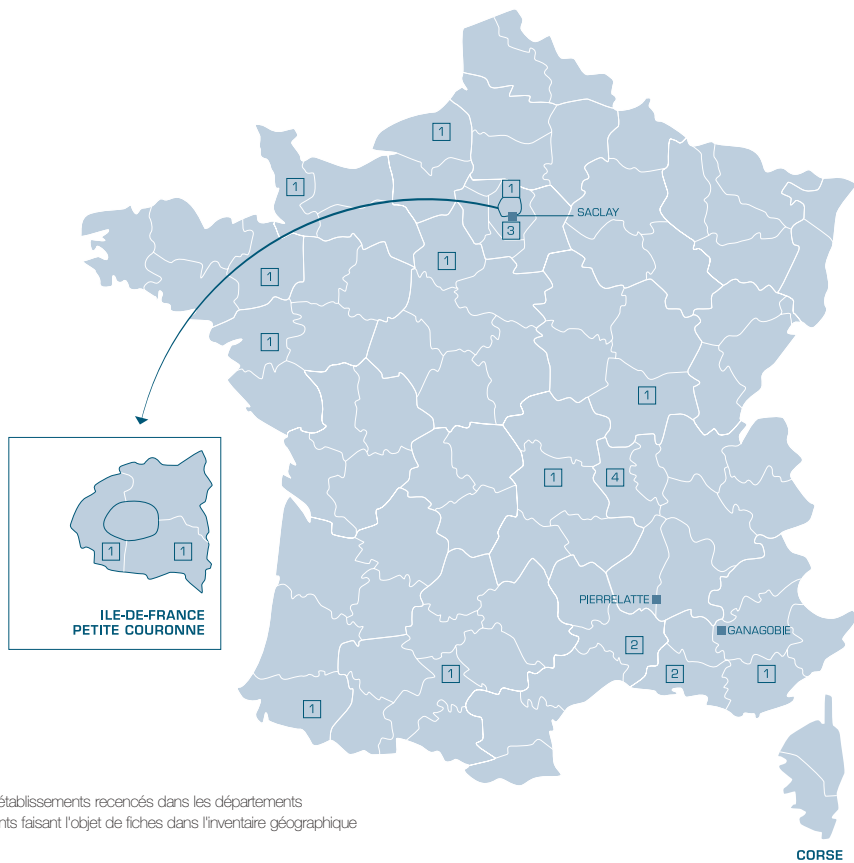 1
1
1
SACLAY
3
1
1
1
1
1
4
1
1
ILE-DE-FRANCE
PETITE COURONNE
PIERRELATTE
GANAGOBIE
2
2
1
1
1
établissements recencés dans les départements
nts faisant l'objet de fiches dans l'inventaire géographique
CORSE